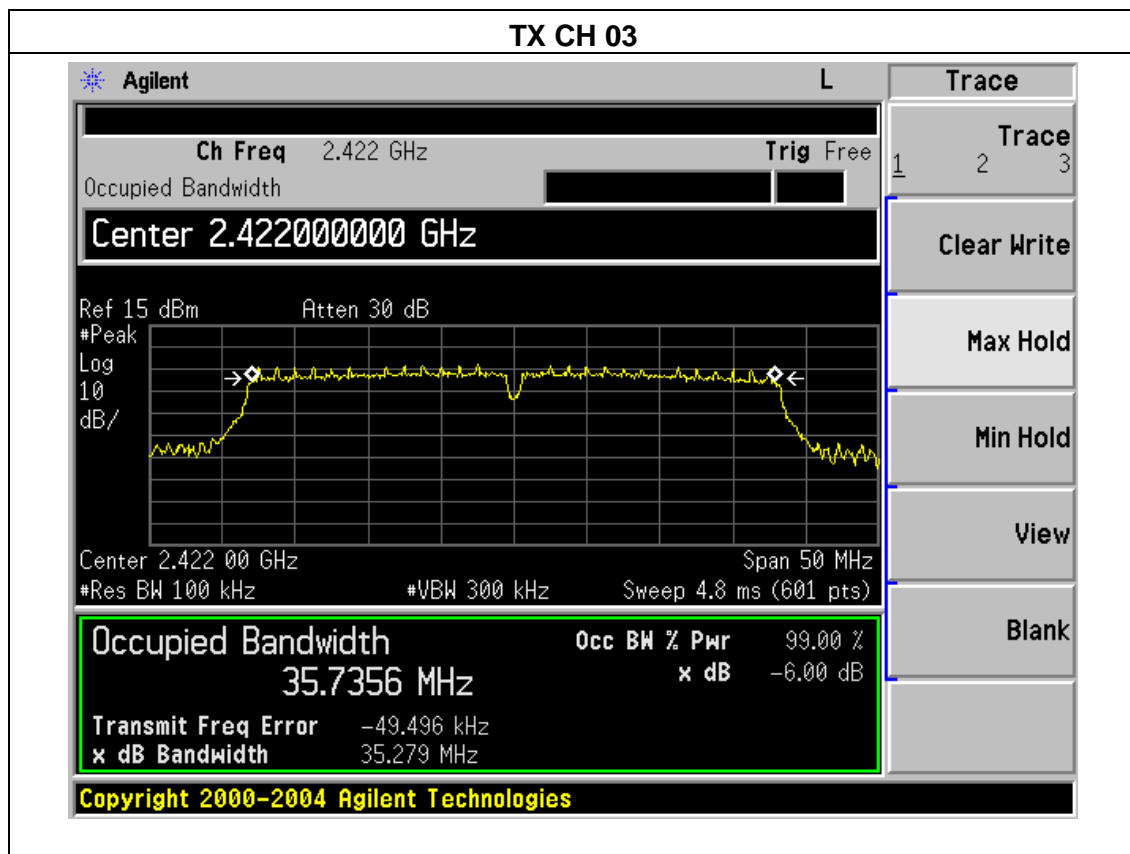 TX CH 03
Agilent L Trace
Ch Freq 2.422 GHz Trig Free
Occupied Bandwidth
Center 2.422000000 GHz
Ref 15 dBm Atten 30 dB
#Peak
Log
10
dB/
Center 2.422 00 GHz Span 50 MHz
#Res BW 100 kHz #VBW 300 kHz Sweep 4.8 ms (601 pts)
Occupied Bandwidth Occ BW % Pwr 99.00 %
35.7356 MHz x dB -6.00 dB
Transmit Freq Error -49.496 kHz
x dB Bandwidth 35.279 MHz
Copyright 2000-2004 Agilent Technologies
Trace
1 2 3
Clear Write
Max Hold
Min Hold
View
Blank